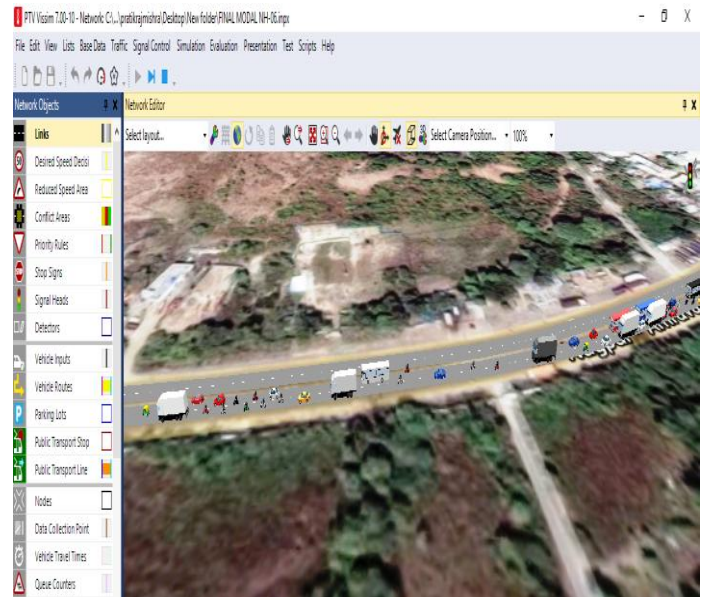 PTV Vissim 7.00-10 - Network: C:\...\pratikrajmishra\Desktop\New folder\FINAL MODAL NH-06.inpx
File Edit View Lists Base Data Traffic Signal Control Simulation Evaluation Presentation Test Scripts Help
Network Objects
Network Editor
Links
Select layout...
Select Camera Position...
100%
50
Desired Speed Decisi
Reduced Speed Area
Conflict Areas
Priority Rules
STOP
Stop Signs
Signal Heads
Detectors
Vehicle Inputs
Vehicle Routes
P
Parking Lots
Public Transport Stop
Public Transport Line
Nodes
Data Collection Point
Vehicle Travel Times
Queue Counters